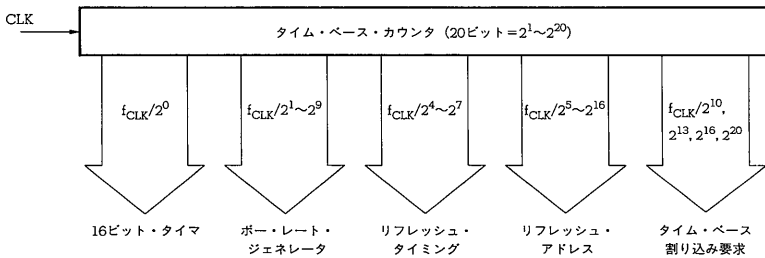 CLK
タイム・ベース・カウンタ (20ビット=2¹～2²⁰)
f_CLK/2⁰
f_CLK/2¹～2⁹
f_CLK/2⁴～2⁷
f_CLK/2⁵～2¹⁶
f_CLK/2¹⁰,
2¹³, 2¹⁶, 2²⁰
16ビット・タイマ
ボー・レート・
ジェネレータ
リフレッシュ・
タイミング
リフレッシュ・
アドレス
タイム・ベース
割り込み要求